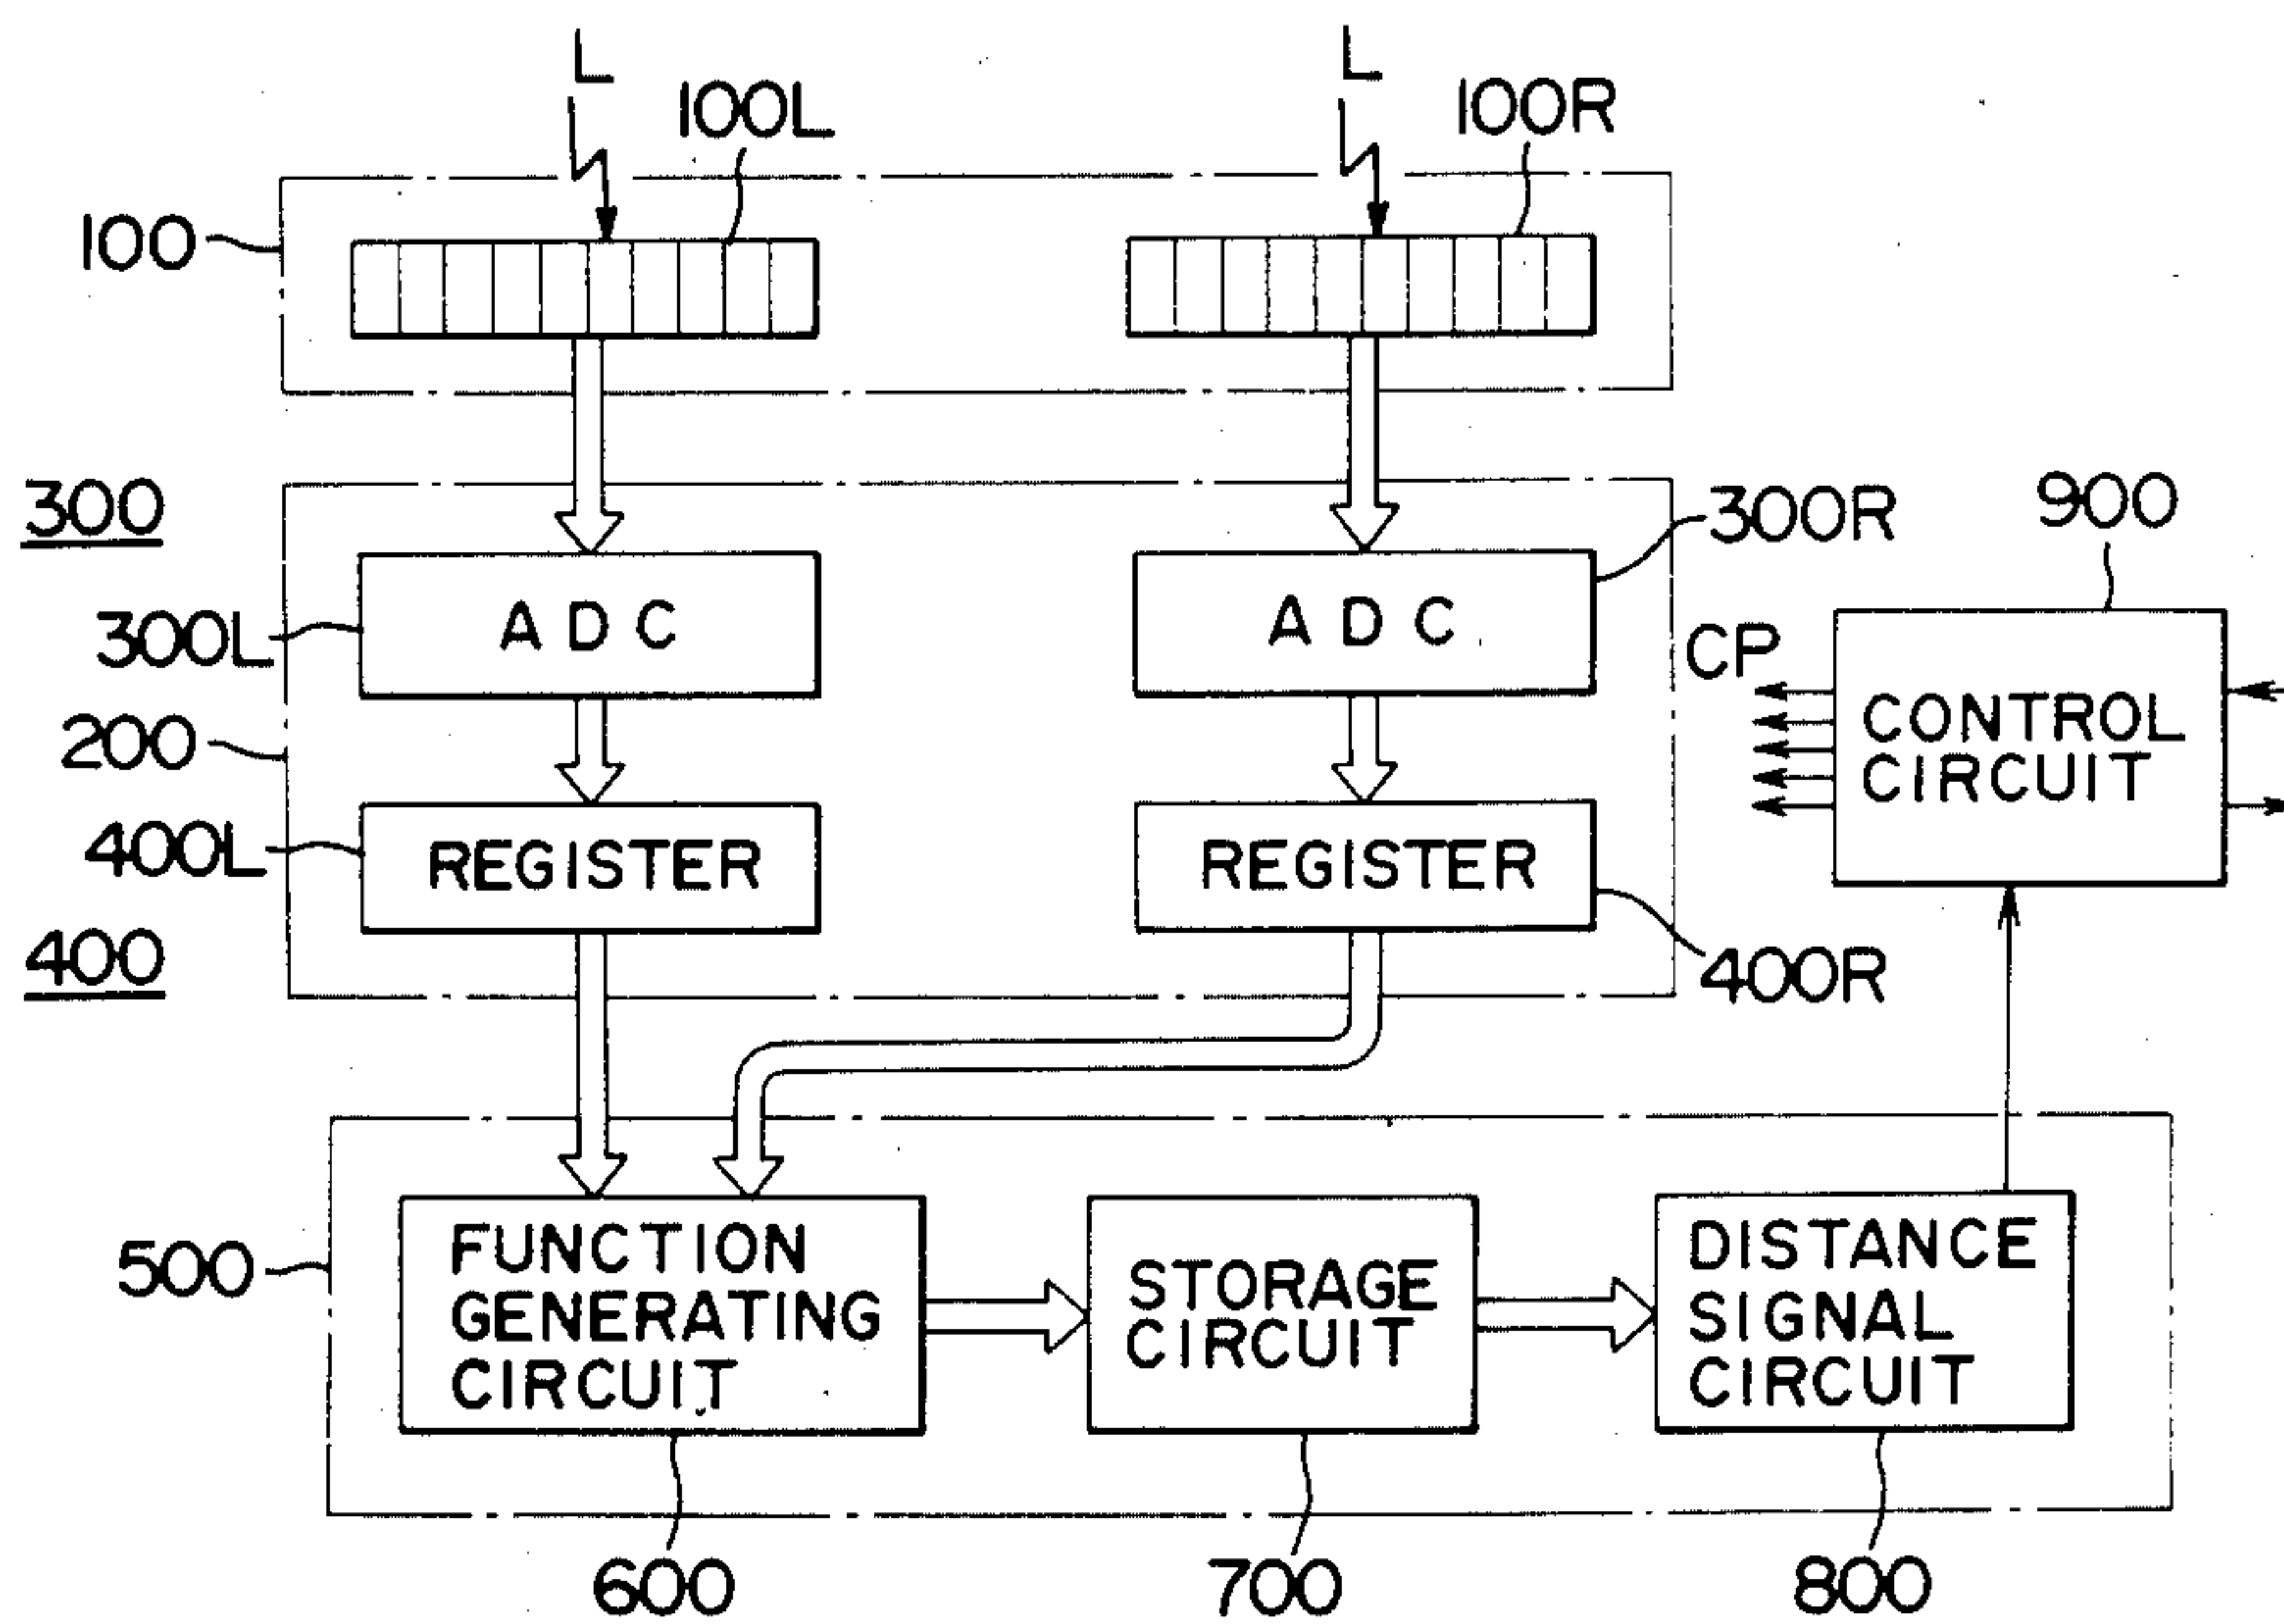 L
L
100L
100R
100
300
300R
900
ADC
ADC
300L
CP
200
CONTROL
CIRCUIT
400L
REGISTER
REGISTER
400
400R
500
FUNCTION
GENERATING
CIRCUIT
STORAGE
CIRCUIT
DISTANCE
SIGNAL
CIRCUIT
600
700
800